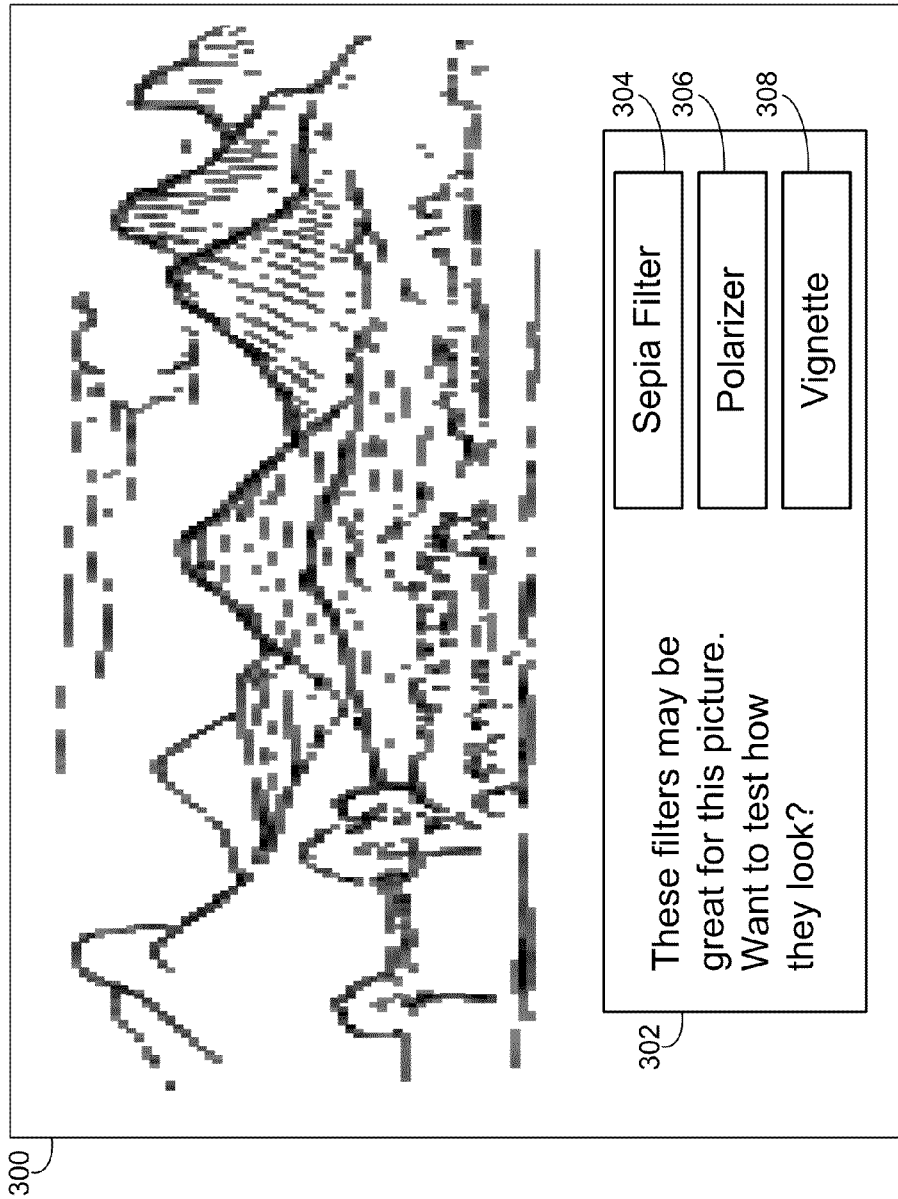 300
302
These filters may be
great for this picture.
Want to test how
they look?
Sepia Filter
304
Polarizer
306
Vignette
308